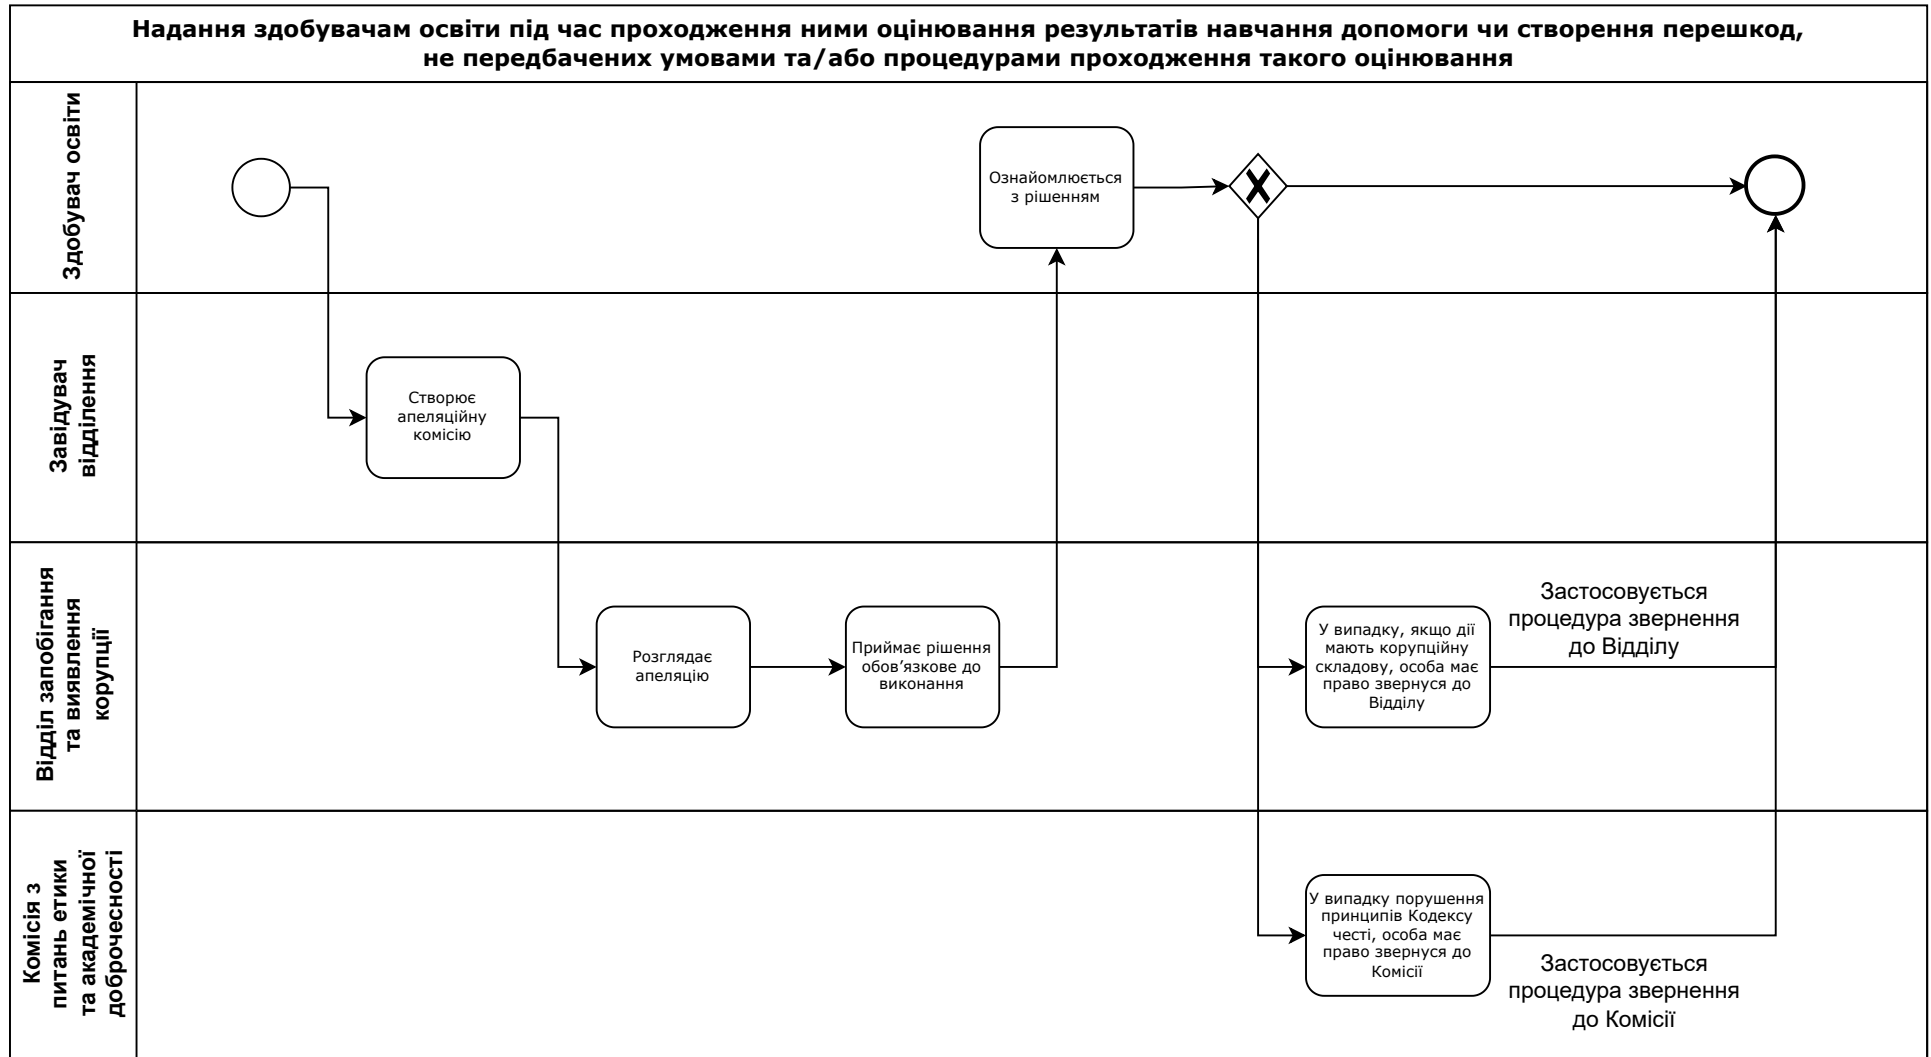 Надання здобувачам освіти під час проходження ними оцінювання результатів навчання допомоги чи створення перешкод,
не передбачених умовами та/або процедурами проходження такого оцінювання
Здобувач освіти
Ознайомлюється
з рішенням
Завідувач
відділення
Створює
апеляційну
комісію
Відділ запобігання
та виявлення
корупції
Розглядає
апеляцію
Приймає рішення
обов’язкове до
виконання
У випадку, якщо дії
мають корупційну
складову, особа має
право звернуся до
Відділу
Застосовується
процедура звернення
до Відділу
Комісія з
питань етики
та академічної
доброчесності
У випадку порушення
принципів Кодексу
честі, особа має
право звернуся до
Комісії
Застосовується
процедура звернення
до Комісії